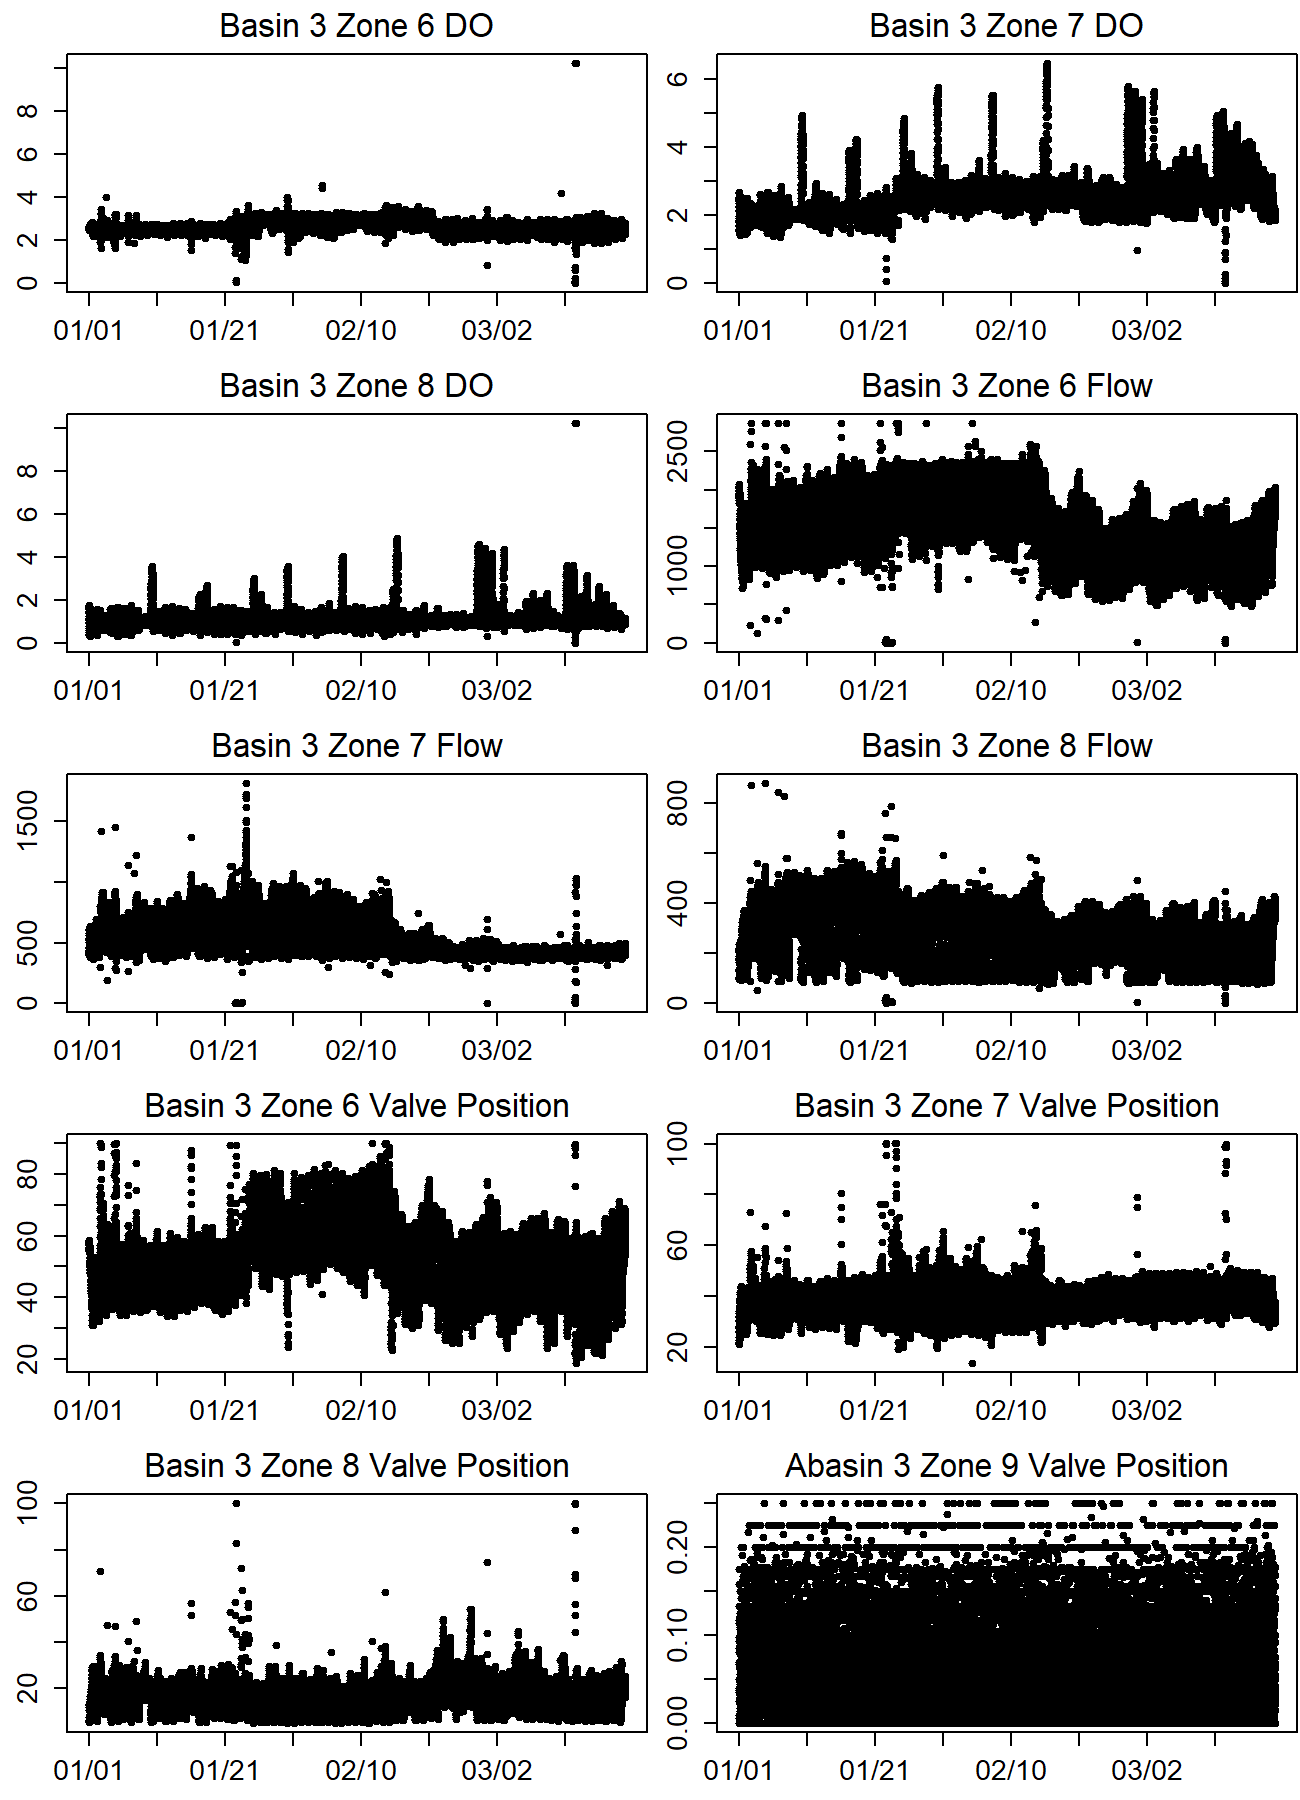 Basin 3 Zone 6 DO
0 2 4 6 8
01/01 01/21 02/10 03/02
Basin 3 Zone 7 DO
0 2 4 6
01/01 01/21 02/10 03/02
Basin 3 Zone 8 DO
0 2 4 6 8
01/01 01/21 02/10 03/02
Basin 3 Zone 6 Flow
0 1000 2500
01/01 01/21 02/10 03/02
Basin 3 Zone 7 Flow
0 500 1500
01/01 01/21 02/10 03/02
Basin 3 Zone 8 Flow
0 400 800
01/01 01/21 02/10 03/02
Basin 3 Zone 6 Valve Position
20 40 60 80
01/01 01/21 02/10 03/02
Basin 3 Zone 7 Valve Position
20 60 100
01/01 01/21 02/10 03/02
Basin 3 Zone 8 Valve Position
20 60 100
01/01 01/21 02/10 03/02
Abasin 3 Zone 9 Valve Position
0.00 0.10 0.20
01/01 01/21 02/10 03/02